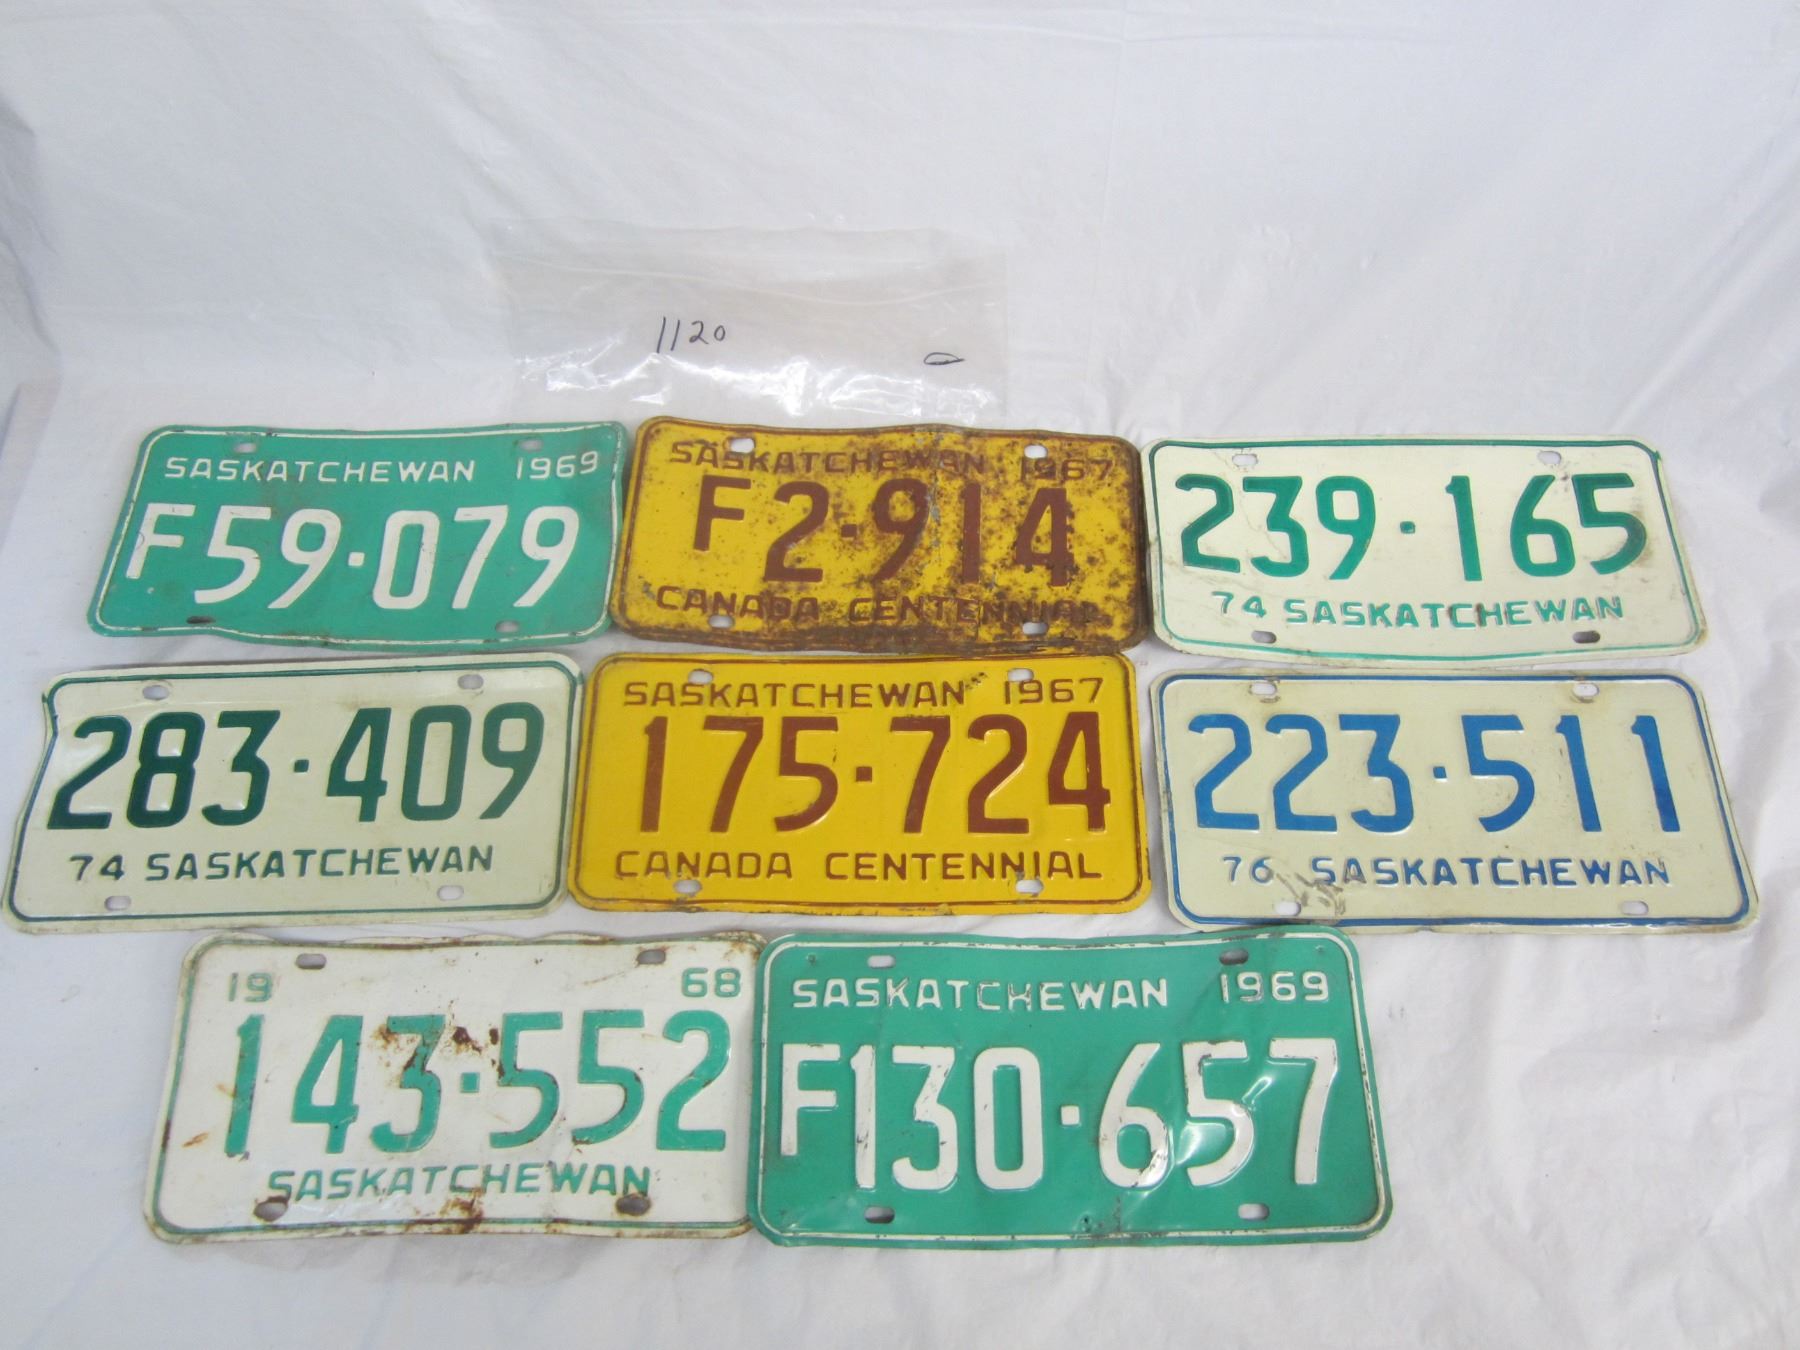 1120
SASKATCHEWAN 1969
F59·079
SASKATCHEWAN 1967
F2·914
CANADA CENTENNIAL
239·165
74 SASKATCHEWAN
283·409
74 SASKATCHEWAN
SASKATCHEWAN 1967
175·724
CANADA CENTENNIAL
223·511
76 SASKATCHEWAN
19 68
143·552
SASKATCHEWAN
SASKATCHEWAN 1969
F130·657